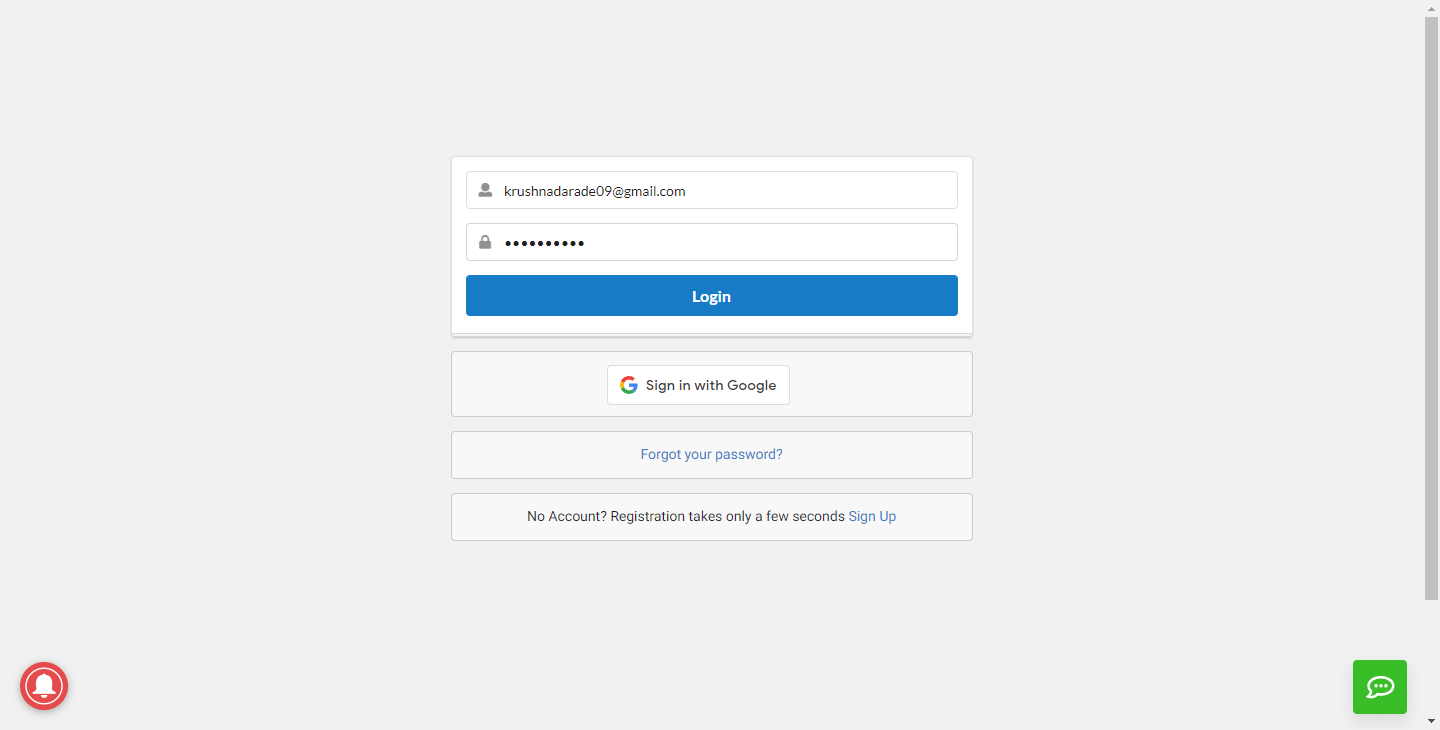 krushnadarade09@gmail.com
••••••••••
Login
Sign in with Google
Forgot your password?
No Account? Registration takes only a few seconds Sign Up